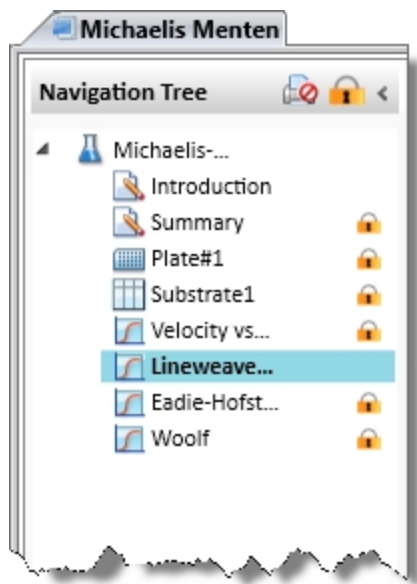 Michaelis Menten
Navigation Tree
Michaelis-...
Introduction
Summary
Plate#1
Substrate1
Velocity vs...
Lineweave...
Eadie-Hofst...
Woolf